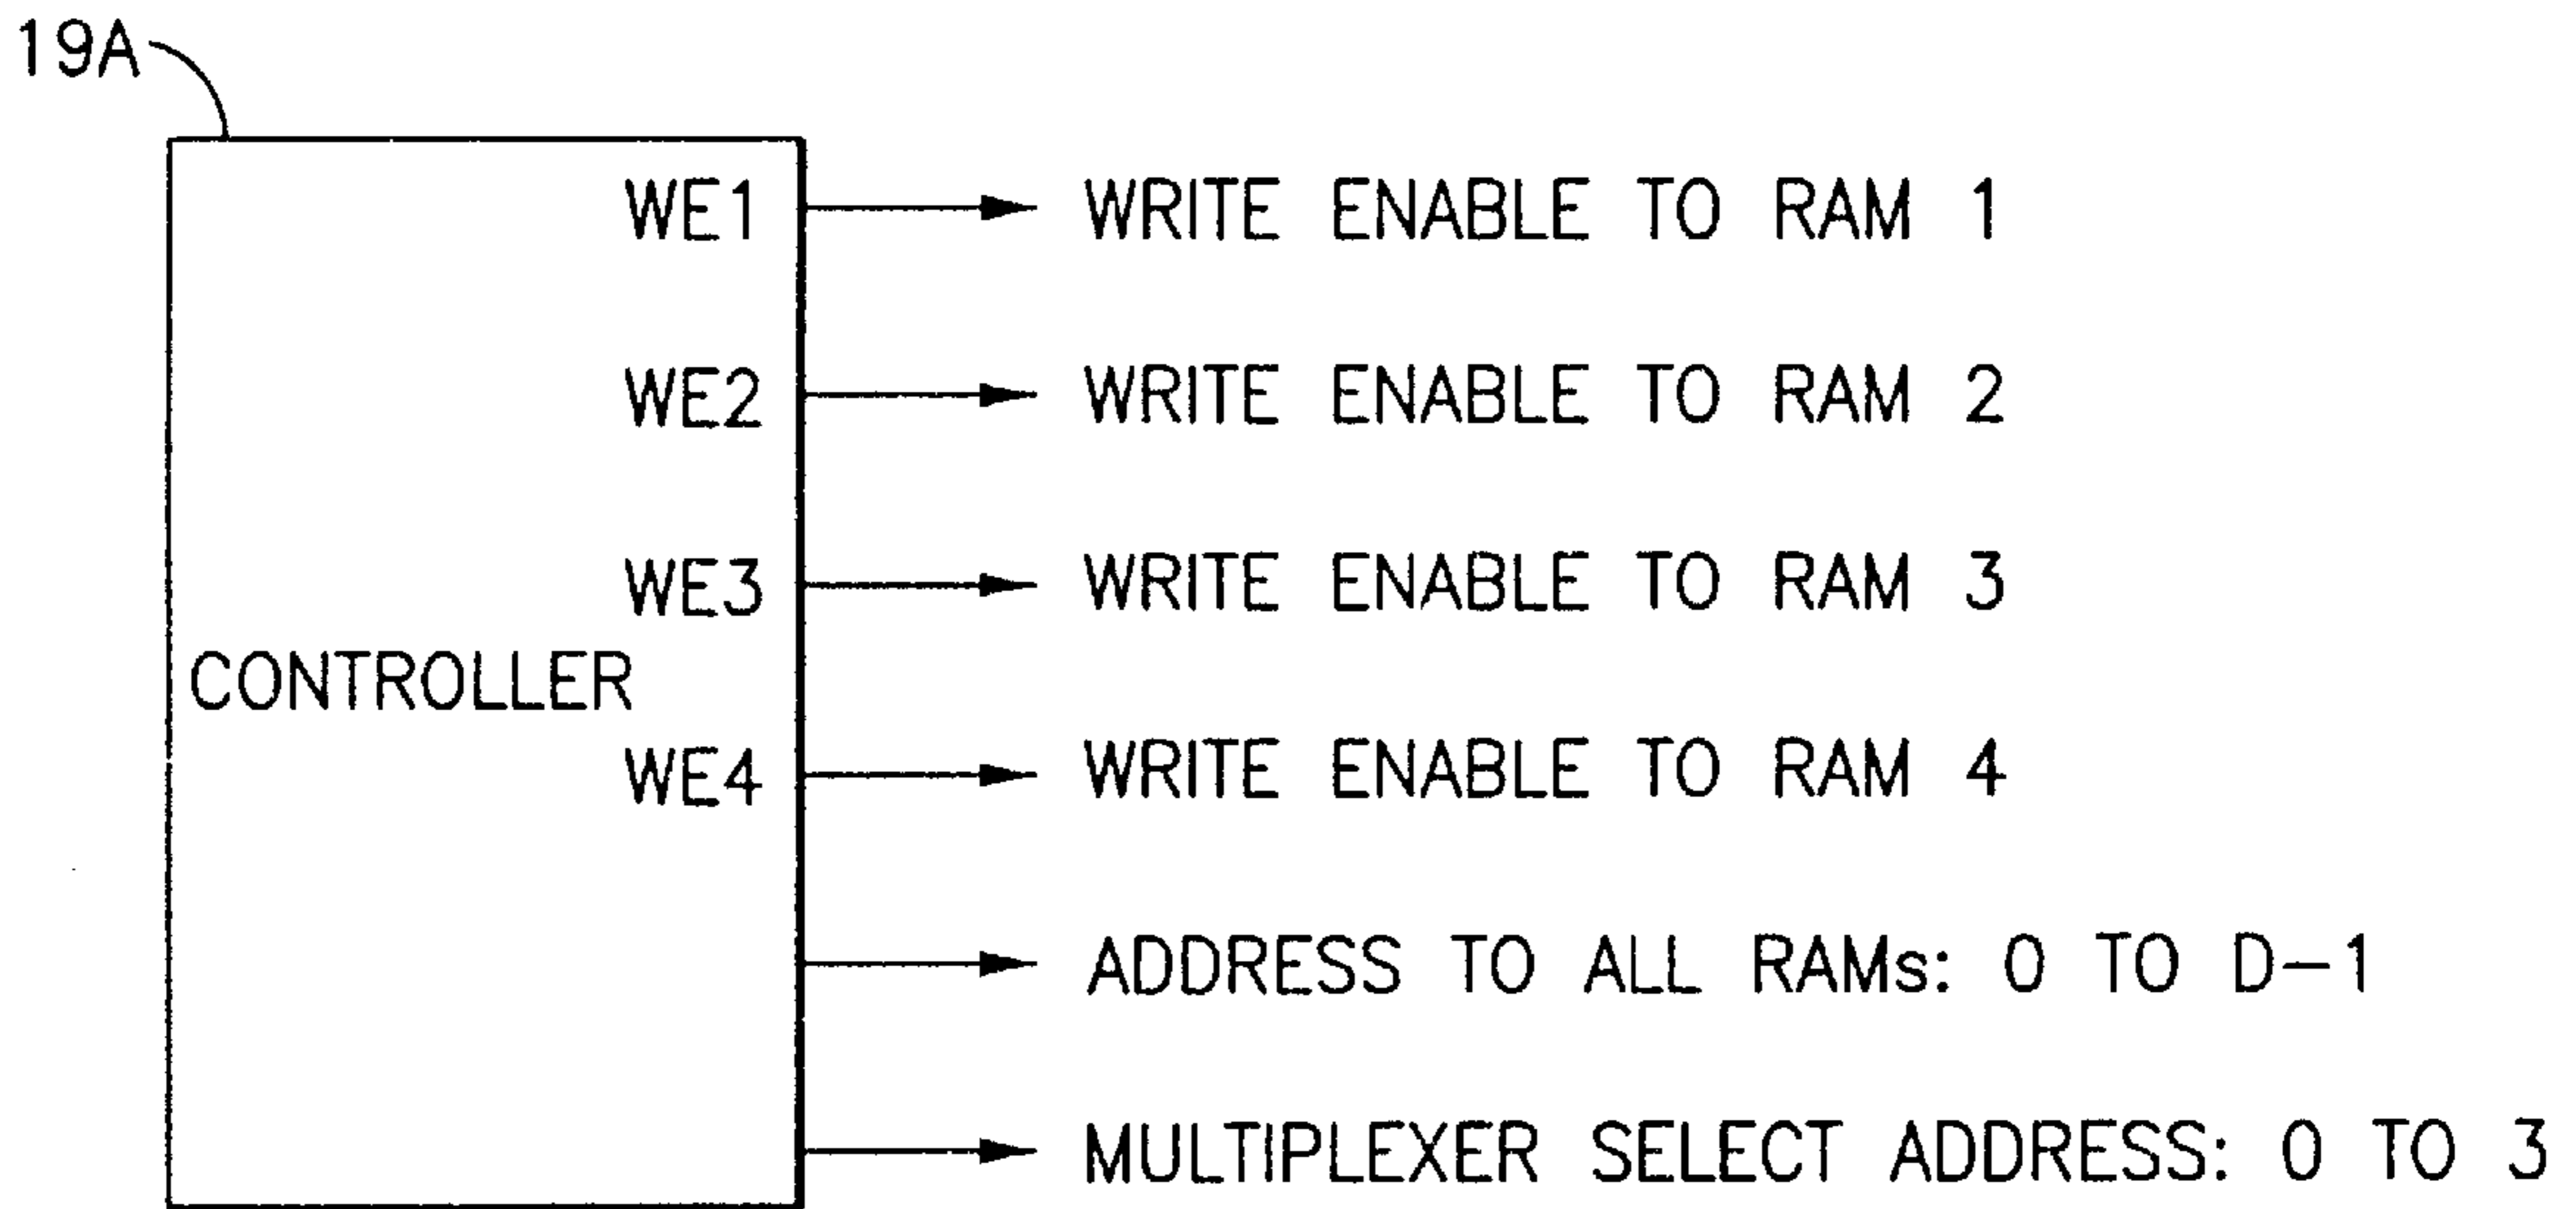 19A
WE1 WRITE ENABLE TO RAM 1
WE2 WRITE ENABLE TO RAM 2
WE3 WRITE ENABLE TO RAM 3
CONTROLLER
WE4 WRITE ENABLE TO RAM 4
ADDRESS TO ALL RAMs: 0 TO D-1
MULTIPLEXER SELECT ADDRESS: 0 TO 3